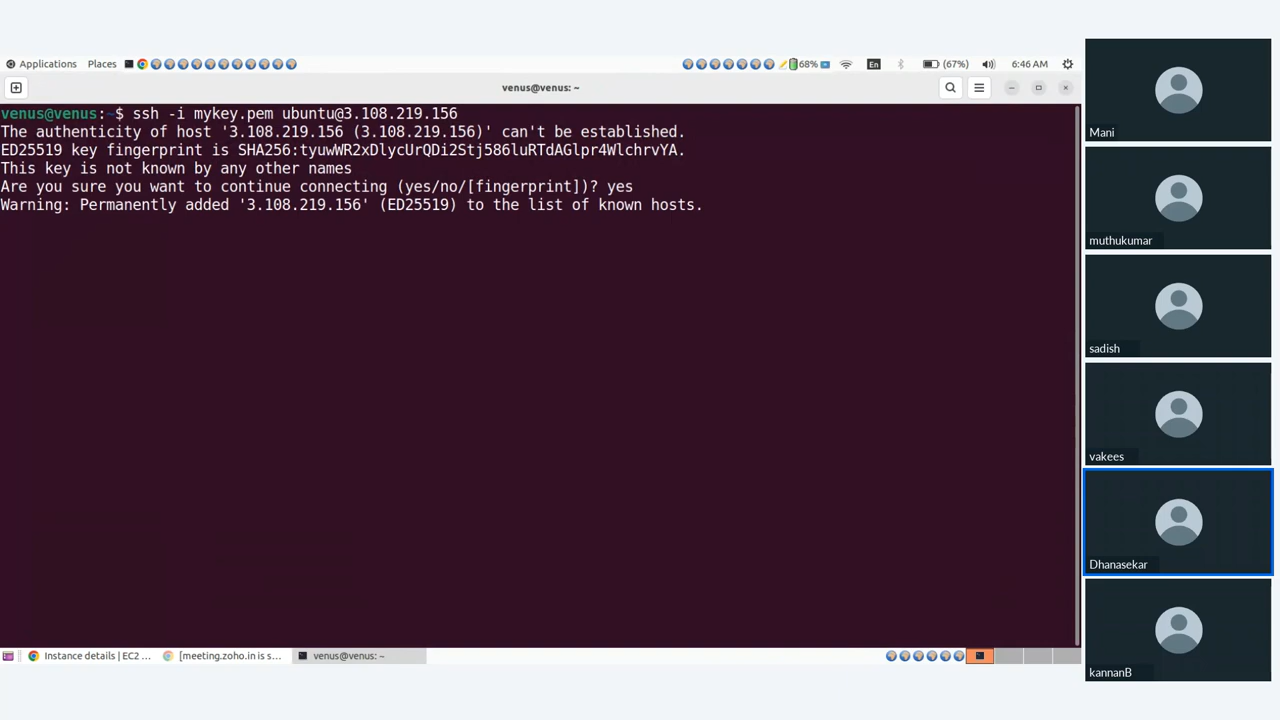 Applications Places
68%
En
(67%)
6:46 AM
venus@venus: ~
venus@venus:~$ ssh -i mykey.pem ubuntu@3.108.219.156
The authenticity of host '3.108.219.156 (3.108.219.156)' can't be established.
ED25519 key fingerprint is SHA256:tyuwWR2xDlycUrQDi2Stj586luRTdAGlpr4WlchrvYA.
This key is not known by any other names
Are you sure you want to continue connecting (yes/no/[fingerprint])? yes
Warning: Permanently added '3.108.219.156' (ED25519) to the list of known hosts.
Instance details | EC2 ...
[meeting.zoho.in is s...
venus@venus: ~
Mani
muthukumar
sadish
vakees
Dhanasekar
kannanB